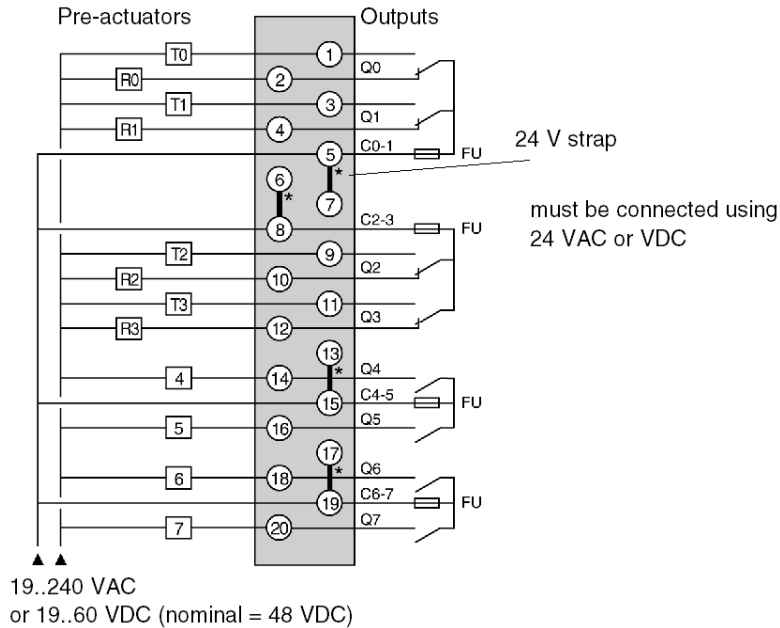 Pre-actuators Outputs
T0 1
R0 2 Q0
T1 3
R1 4 Q1
5 C0-1 FU
24 V strap
6 *
* 7
must be connected using
24 VAC or VDC
8 C2-3 FU
T2 9
R2 10 Q2
T3 11
R3 12 Q3
13
4 14 * Q4
15 C4-5 FU
5 16 Q5
17
6 18 * Q6
19 C6-7 FU
7 20 Q7
19..240 VAC
or 19..60 VDC (nominal = 48 VDC)